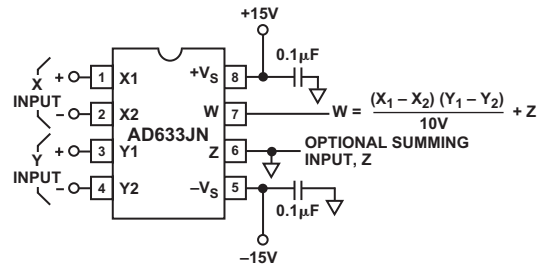 +15V
0.1µF
X
INPUT
+ 1 X1 +VS 8
– 2 X2 W 7
W = (X1 – X2) (Y1 – Y2) / 10V + Z
AD633JN
Y
INPUT
+ 3 Y1 Z 6
OPTIONAL SUMMING
INPUT, Z
– 4 Y2 –VS 5
0.1µF
–15V